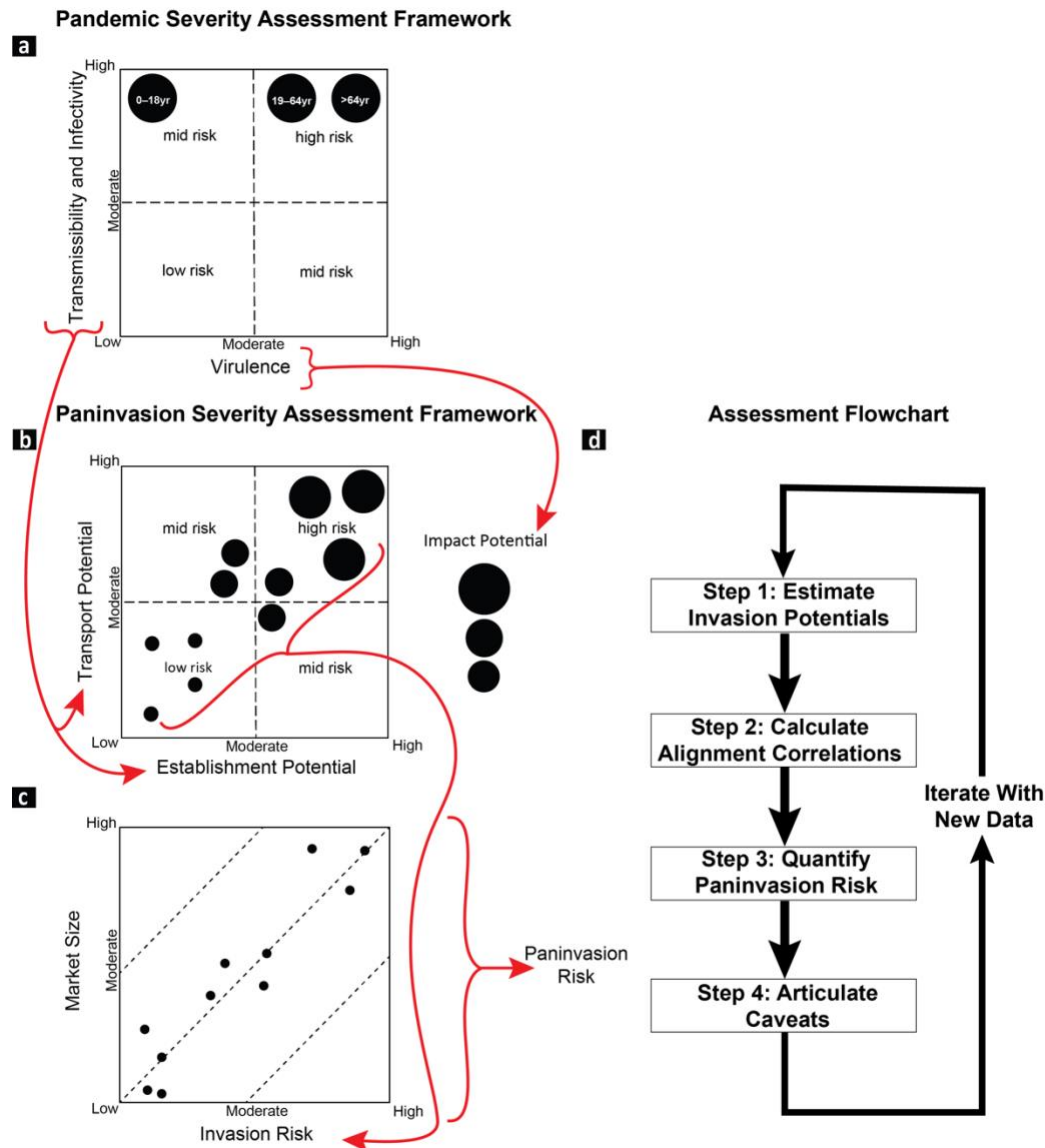 Pandemic Severity Assessment Framework
a
High
0–18yr
19–64yr
>64yr
mid risk
high risk
Transmissibility and Infectivity
Moderate
low risk
mid risk
Low
Moderate
High
Virulence
Paninvasion Severity Assessment Framework
b
High
mid risk
high risk
Transport Potential
Moderate
low risk
mid risk
Low
Moderate
High
Establishment Potential
Impact Potential
c
High
Market Size
Moderate
Low
Moderate
High
Invasion Risk
Paninvasion
Risk
d
Assessment Flowchart
Step 1: Estimate
Invasion Potentials
Step 2: Calculate
Alignment Correlations
Step 3: Quantify
Paninvasion Risk
Step 4: Articulate
Caveats
Iterate With
New Data